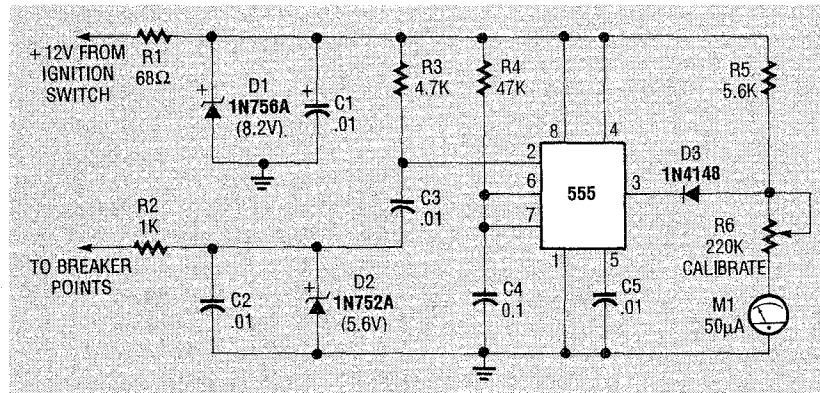 + 12V FROM
IGNITION
SWITCH
R1
68Ω
D1
1N756A
(8.2V)
+
+
C1
.01
R3
4.7K
R4
47K
R5
5.6K
8
4
2
6
7
555
3
1
5
D3
1N4148
R6
220K
CALIBRATE
R2
1K
TO BREAKER
POINTS
C2
.01
C3
.01
+
D2
1N752A
(5.6V)
C4
0.1
C5
.01
M1
50µA